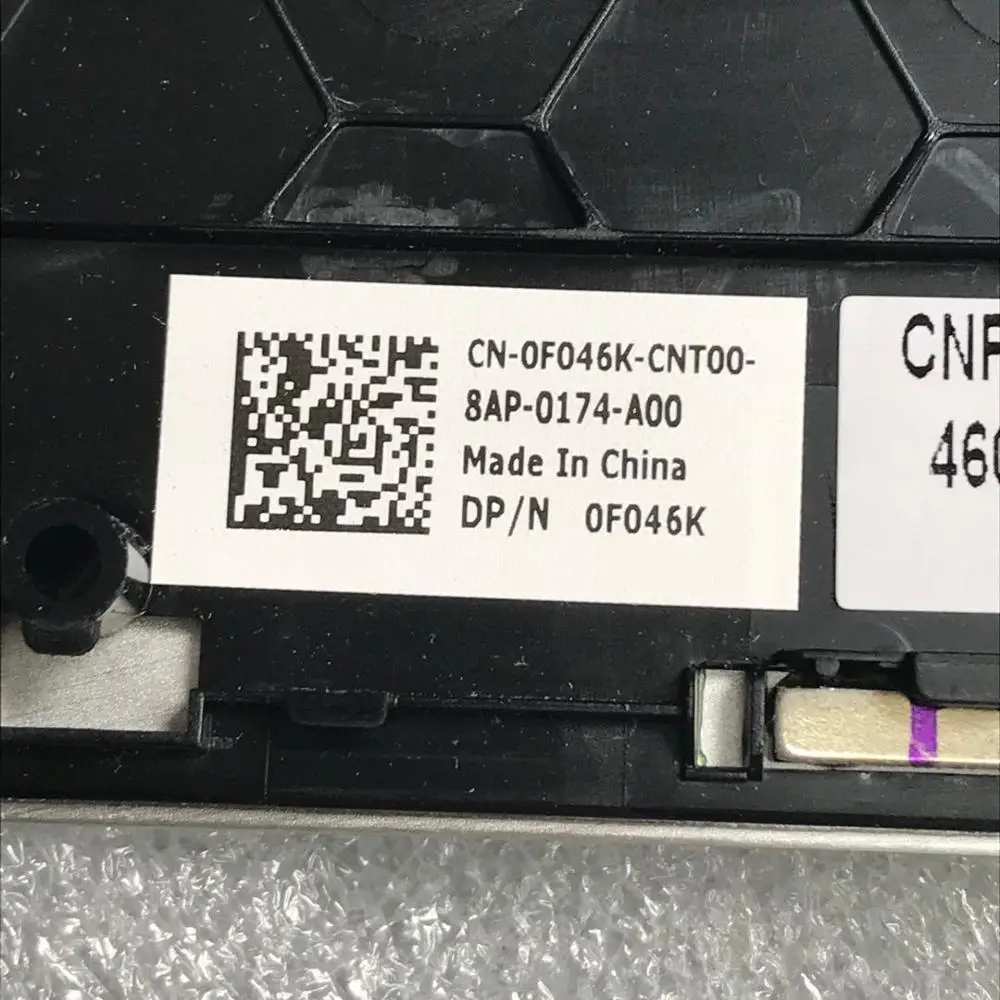 CN-0F046K-CNT00-
8AP-0174-A00
Made In China
DP/N 0F046K